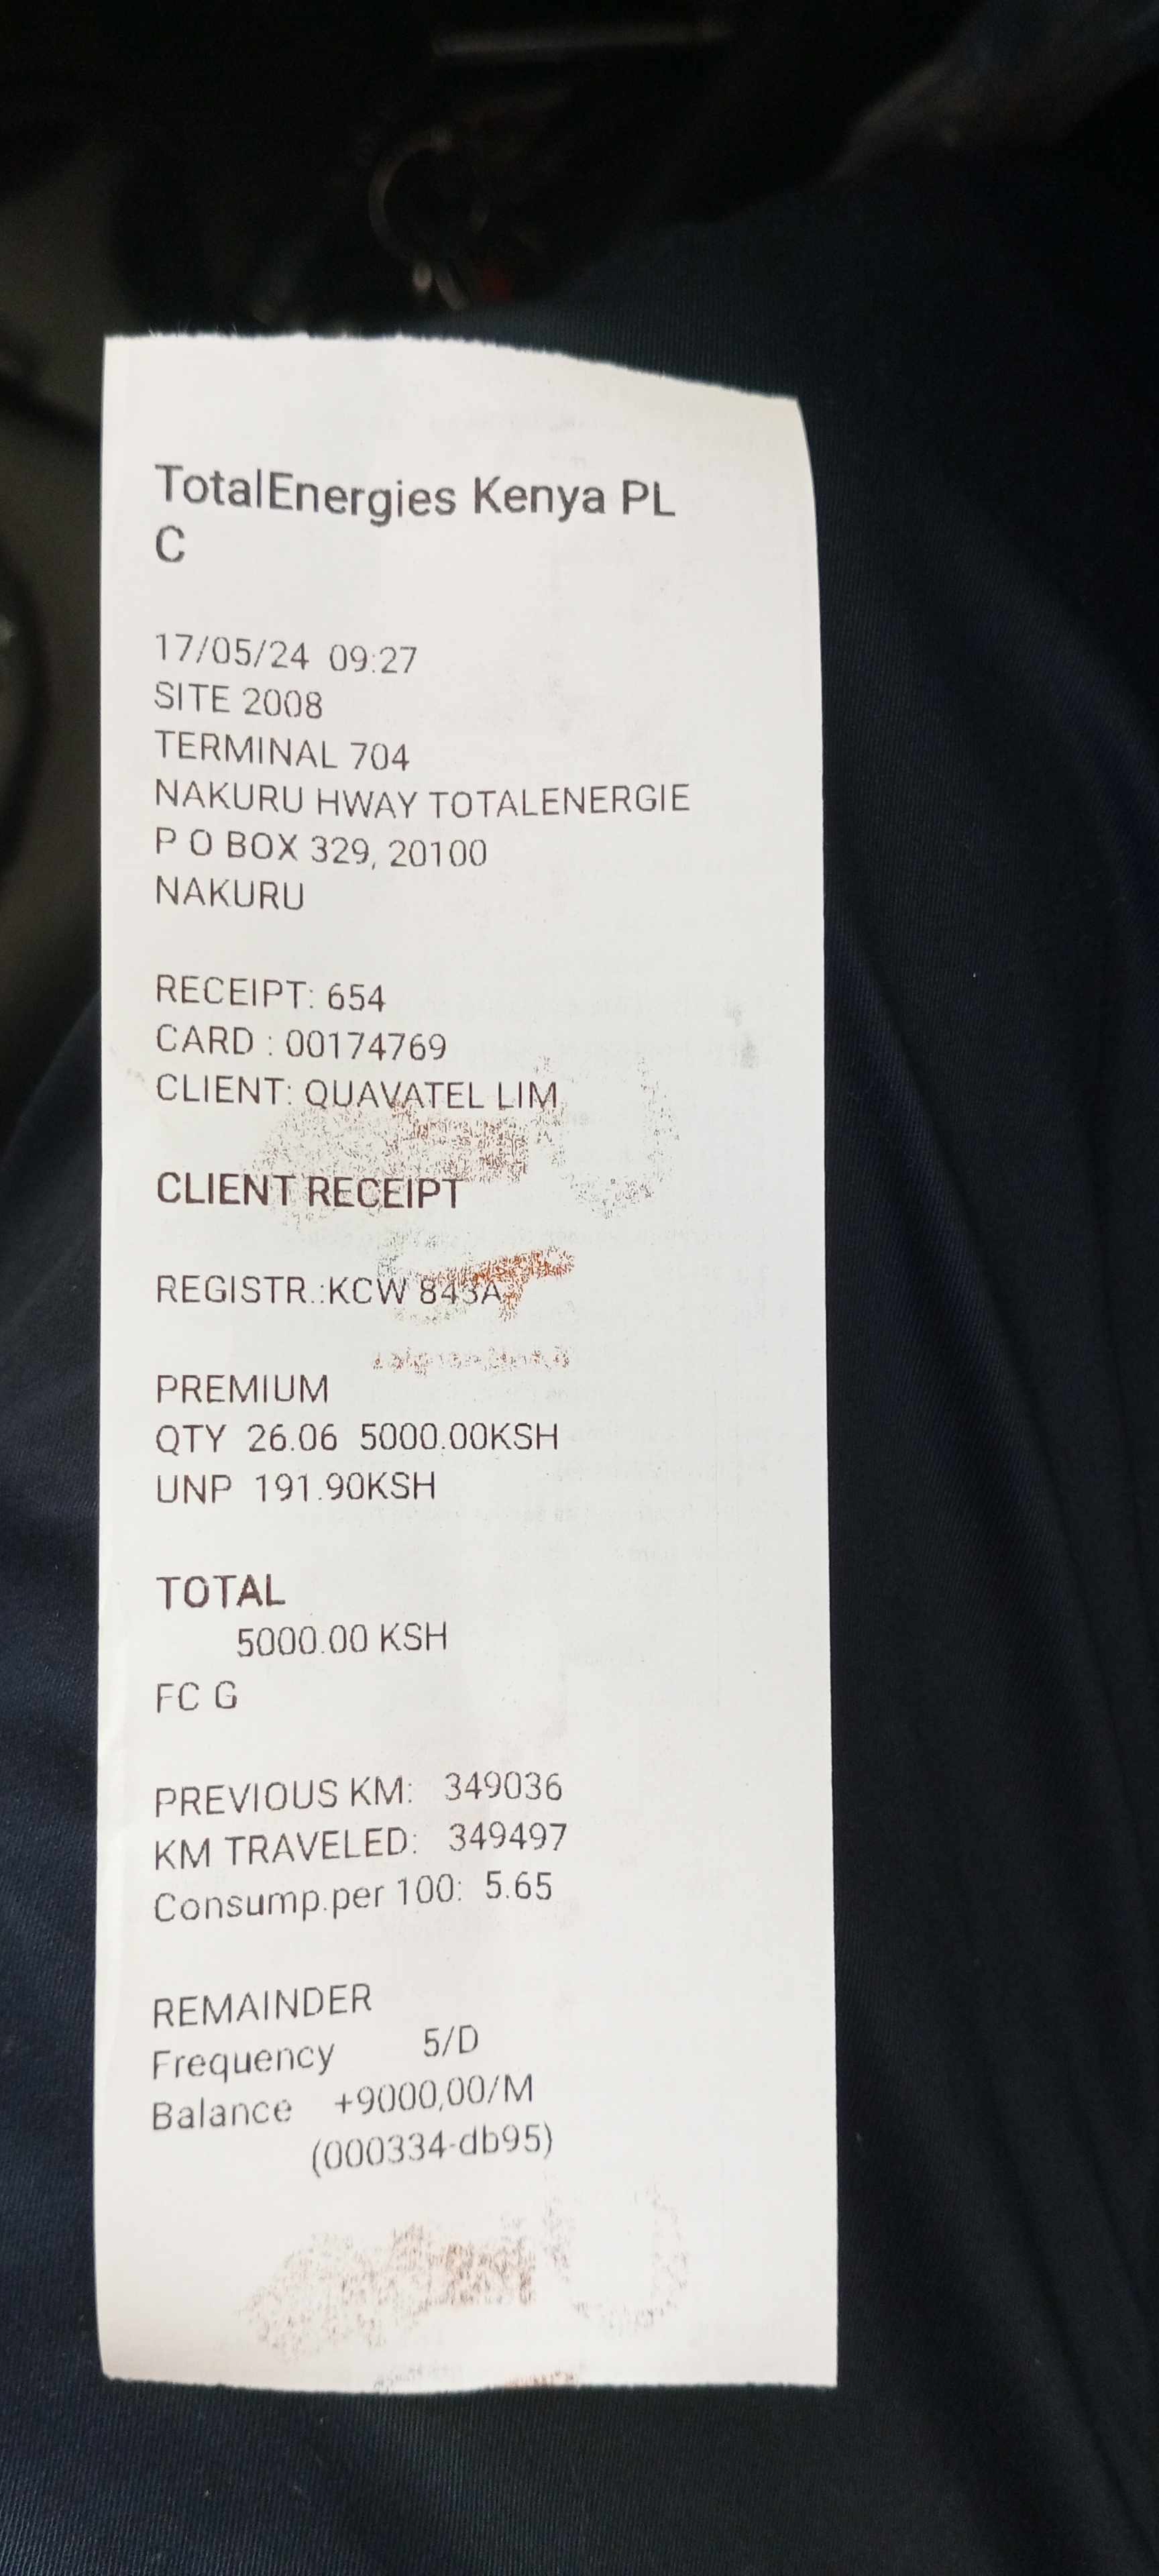 TotalEnergies Kenya PL
C
17/05/24 09:27
SITE 2008
TERMINAL 704
NAKURU HWAY TOTALENERGIE
P O BOX 329, 20100
NAKURU
RECEIPT: 654
CARD : 00174769
CLIENT: QUAVATEL LIM
CLIENT RECEIPT
REGISTR.:KCW 843A
PREMIUM
QTY 26.06 5000.00KSH
UNP 191.90KSH
TOTAL
5000.00 KSH
FC G
PREVIOUS KM: 349036
KM TRAVELED: 349497
Consump.per 100: 5.65
REMAINDER
Frequency 5/D
Balance +9000,00/M
(000334-db95)